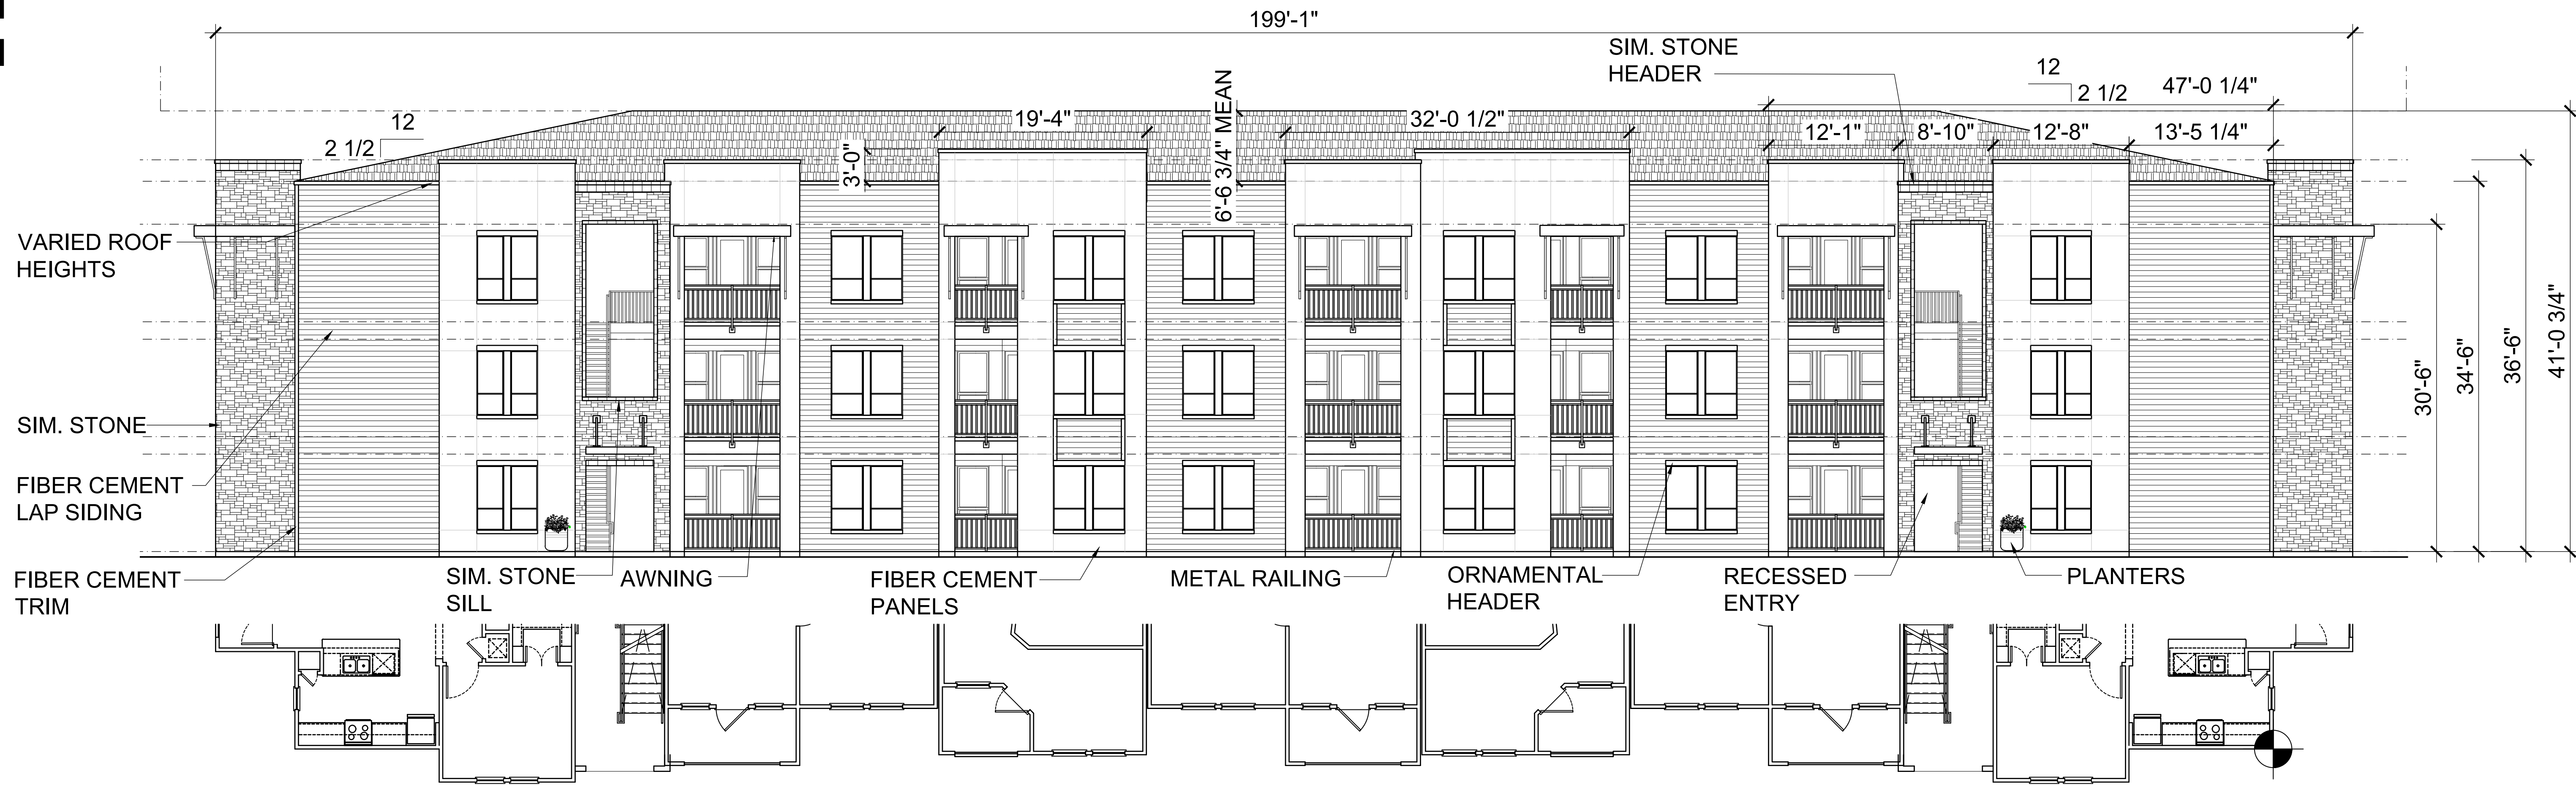 199'-1"
SIM. STONE
HEADER
12
2 1/2
47'-0 1/4"
12
2 1/2
19'-4"
32'-0 1/2"
12'-1"
8'-10"
12'-8"
13'-5 1/4"
3'-0"
6'-6 3/4" MEAN
VARIED ROOF
HEIGHTS
SIM. STONE
FIBER CEMENT
LAP SIDING
FIBER CEMENT
TRIM
30'-6"
34'-6"
36'-6"
41'-0 3/4"
SIM. STONE
SILL
AWNING
FIBER CEMENT
PANELS
METAL RAILING
ORNAMENTAL
HEADER
RECESSED
ENTRY
PLANTERS